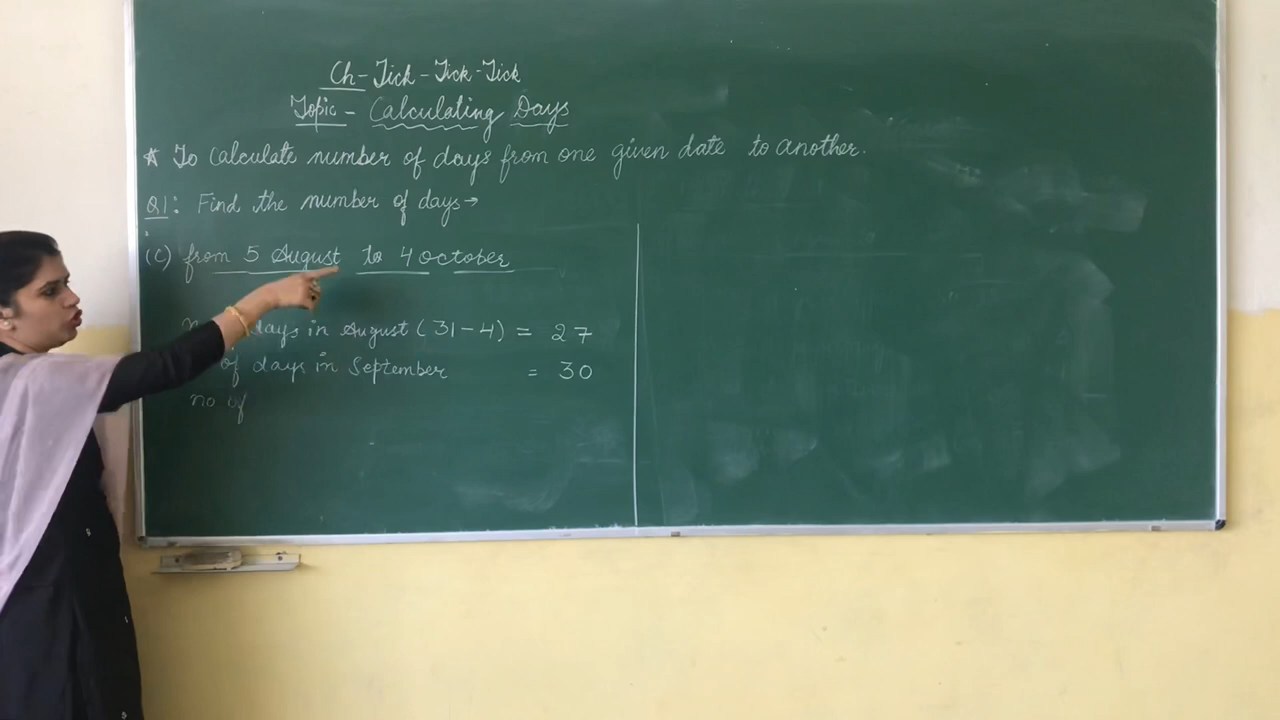 Ch-Tick-Tick-Tick
Topic- Calculating Days
* To calculate number of days from one given date to another.
Q1: Find the number of days→
(c) from 5 August to 4 October
days in August (31-4) = 27
of days in September = 30
no of